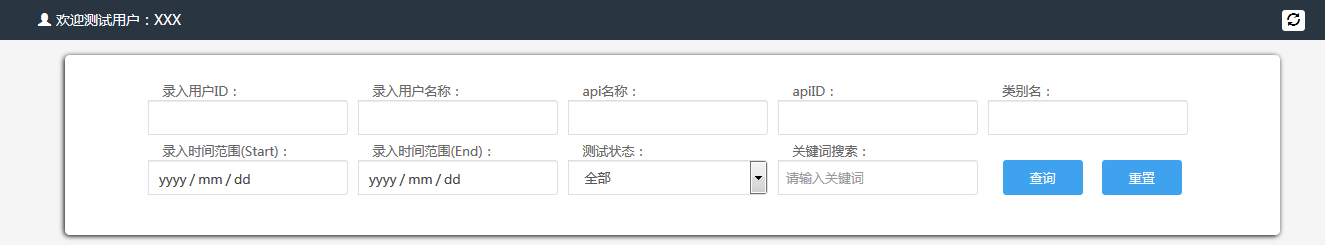 欢迎测试用户：XXX
录入用户ID： 录入用户名称： api名称： apiID： 类别名：
录入时间范围(Start)： 录入时间范围(End)： 测试状态： 关键词搜索：
yyyy / mm / dd yyyy / mm / dd 全部 请输入关键词 查询 重置